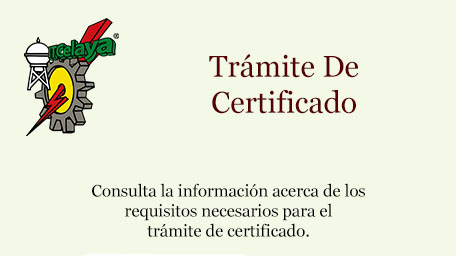 ITCelaya®
Trámite De
Certificado
Consulta la información acerca de los
requisitos necesarios para el
trámite de certificado.